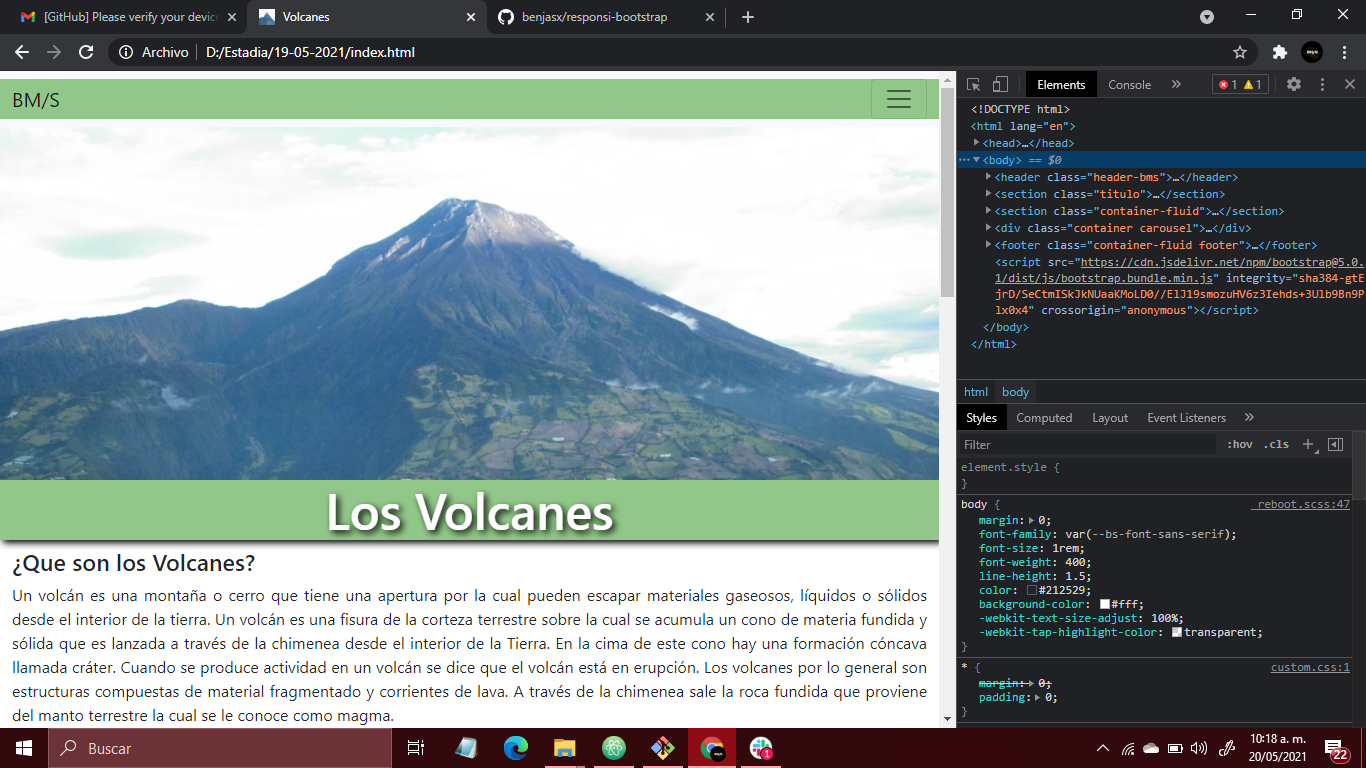 [GitHub] Please verify your device
Volcanes
benjasx/responsi-bootstrap
Archivo
D:/Estadia/19-05-2021/index.html
BM/S
Los Volcanes
¿Que son los Volcanes?
Un volcán es una montaña o cerro que tiene una apertura por la cual pueden escapar materiales gaseosos, líquidos o sólidos
desde el interior de la tierra. Un volcán es una fisura de la corteza terrestre sobre la cual se acumula un cono de materia fundida y
sólida que es lanzada a través de la chimenea desde el interior de la Tierra. En la cima de este cono hay una formación cóncava
llamada cráter. Cuando se produce actividad en un volcán se dice que el volcán está en erupción. Los volcanes por lo general son
estructuras compuestas de material fragmentado y corrientes de lava. A través de la chimenea sale la roca fundida que proviene
del manto terrestre la cual se le conoce como magma.
Elements
Console
1
1
<!DOCTYPE html>
<html lang="en">
<head>…</head>
<body> == $0
<header class="header-bms">…</header>
<section class="titulo">…</section>
<section class="container-fluid">…</section>
<div class="container carousel">…</div>
<footer class="container-fluid footer">…</footer>
<script src="https://cdn.jsdelivr.net/npm/bootstrap@5.0.
1/dist/js/bootstrap.bundle.min.js" integrity="sha384-gtE
jrD/SeCtmISkJkNUaaKMoLD0//ElJ19smozuHV6z3Iehds+3Ulb9Bn9P
lx0x4" crossorigin="anonymous"></script>
</body>
</html>
html
body
Styles
Computed
Layout
Event Listeners
Filter
:hov
.cls
element.style {
}
body {
_reboot.scss:47
margin: 0;
font-family: var(--bs-font-sans-serif);
font-size: 1rem;
font-weight: 400;
line-height: 1.5;
color: #212529;
background-color: #fff;
-webkit-text-size-adjust: 100%;
-webkit-tap-highlight-color: transparent;
}
* {
custom.css:1
margin: 0;
padding: 0;
}
Buscar
1
10:18 a. m.
20/05/2021
22